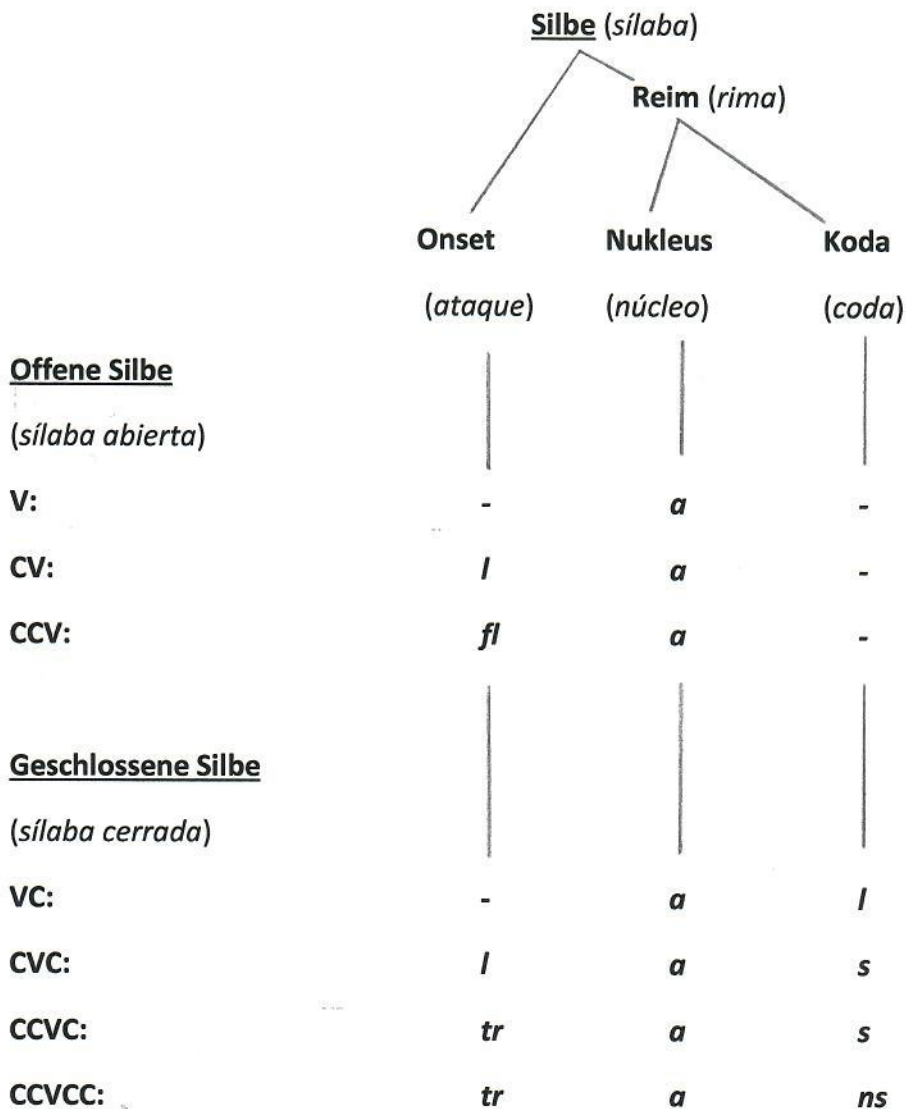 Silbe (sílaba)
Reim (rima)
Onset Nukleus Koda
(ataque) (núcleo) (coda)
Offene Silbe
(sílaba abierta)
V: - a -
CV: l a -
CCV: fl a -
Geschlossene Silbe
(sílaba cerrada)
VC: - a l
CVC: l a s
CCVC: tr a s
CCVCC: tr a ns